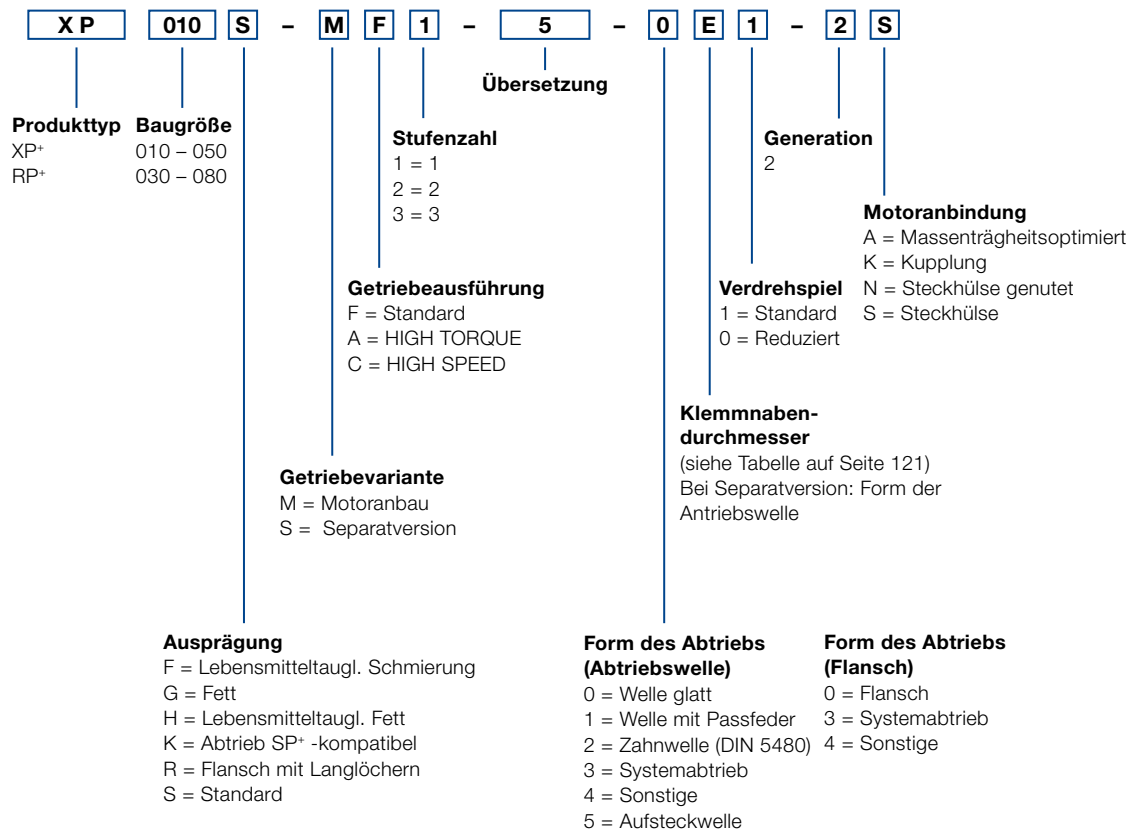 XP 010 S – M F 1 – 5 – 0 E 1 – 2 S
Übersetzung
Produkttyp
XP+
RP+
Baugröße
010 – 050
030 – 080
Stufenzahl
1 = 1
2 = 2
3 = 3
Generation
2
Motoranbindung
A = Massenträgheitsoptimiert
K = Kupplung
N = Steckhülse genutet
S = Steckhülse
Getriebeausführung
F = Standard
A = HIGH TORQUE
C = HIGH SPEED
Verdrehspiel
1 = Standard
0 = Reduziert
Klemmnaben-
durchmesser
(siehe Tabelle auf Seite 121)
Bei Separatversion: Form der
Antriebswelle
Getriebevariante
M = Motoranbau
S = Separatversion
Ausprägung
F = Lebensmitteltaugl. Schmierung
G = Fett
H = Lebensmitteltaugl. Fett
K = Abtrieb SP+ -kompatibel
R = Flansch mit Langlöchern
S = Standard
Form des Abtriebs
(Abtriebswelle)
0 = Welle glatt
1 = Welle mit Passfeder
2 = Zahnwelle (DIN 5480)
3 = Systemabtrieb
4 = Sonstige
5 = Aufsteckwelle
Form des Abtriebs
(Flansch)
0 = Flansch
3 = Systemabtrieb
4 = Sonstige